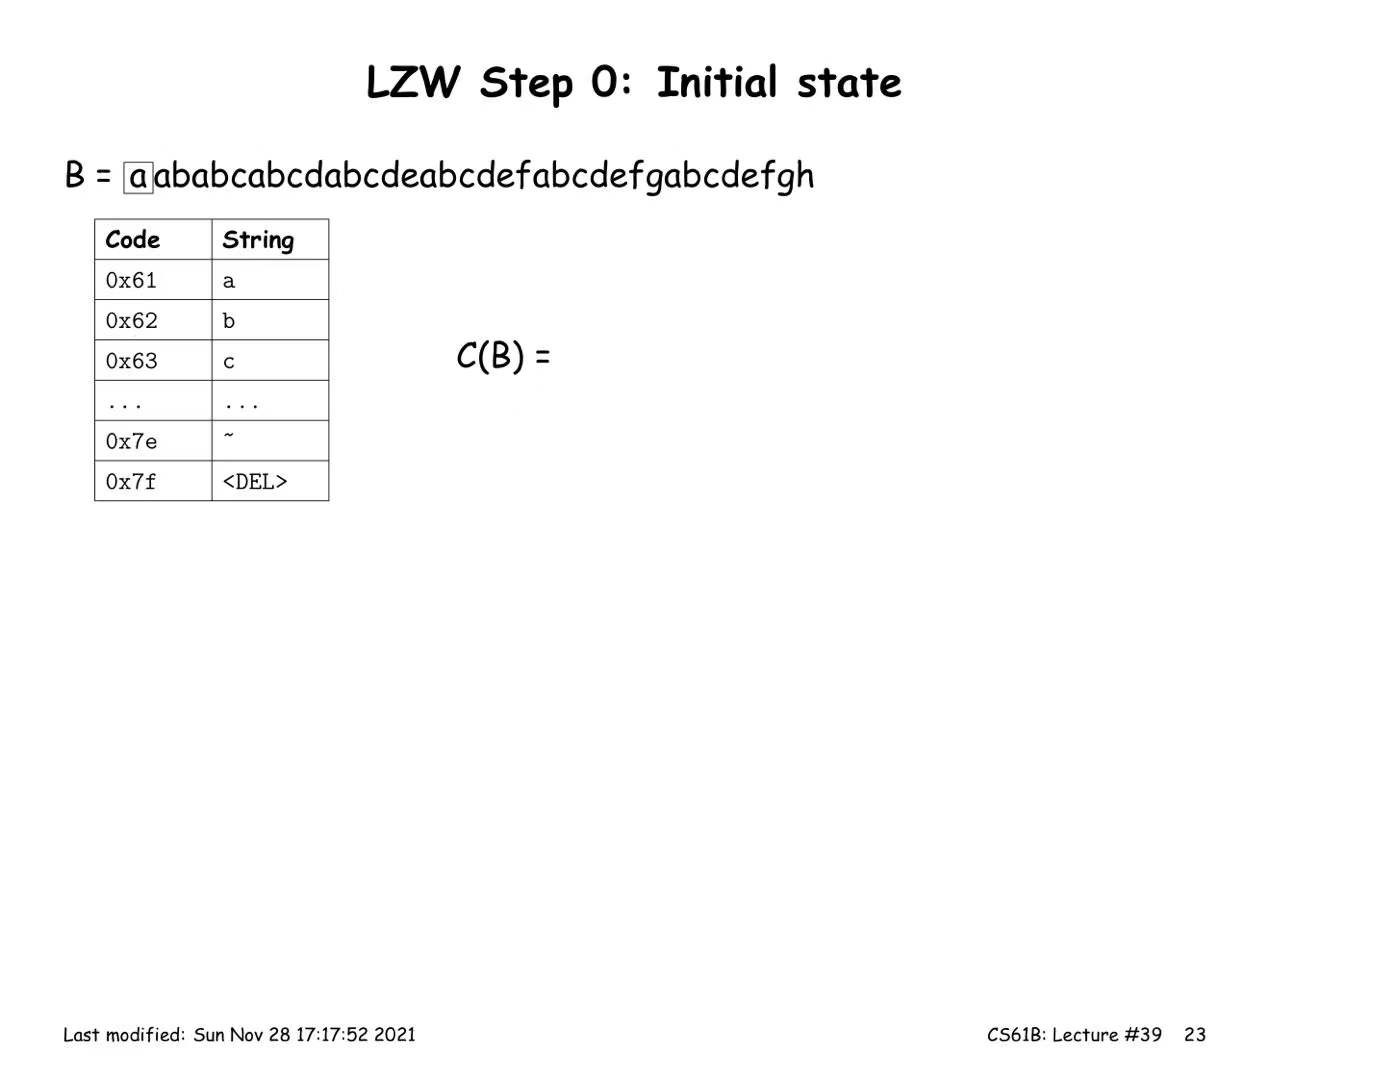 LZW Step 0: Initial state
B = aababcabcdabcdeabcdefabcdefgabcdefgh
Code String
0x61 a
0x62 b
0x63 c
... ...
0x7e ~
0x7f <DEL>
C(B) =
Last modified: Sun Nov 28 17:17:52 2021 CS61B: Lecture #39 23